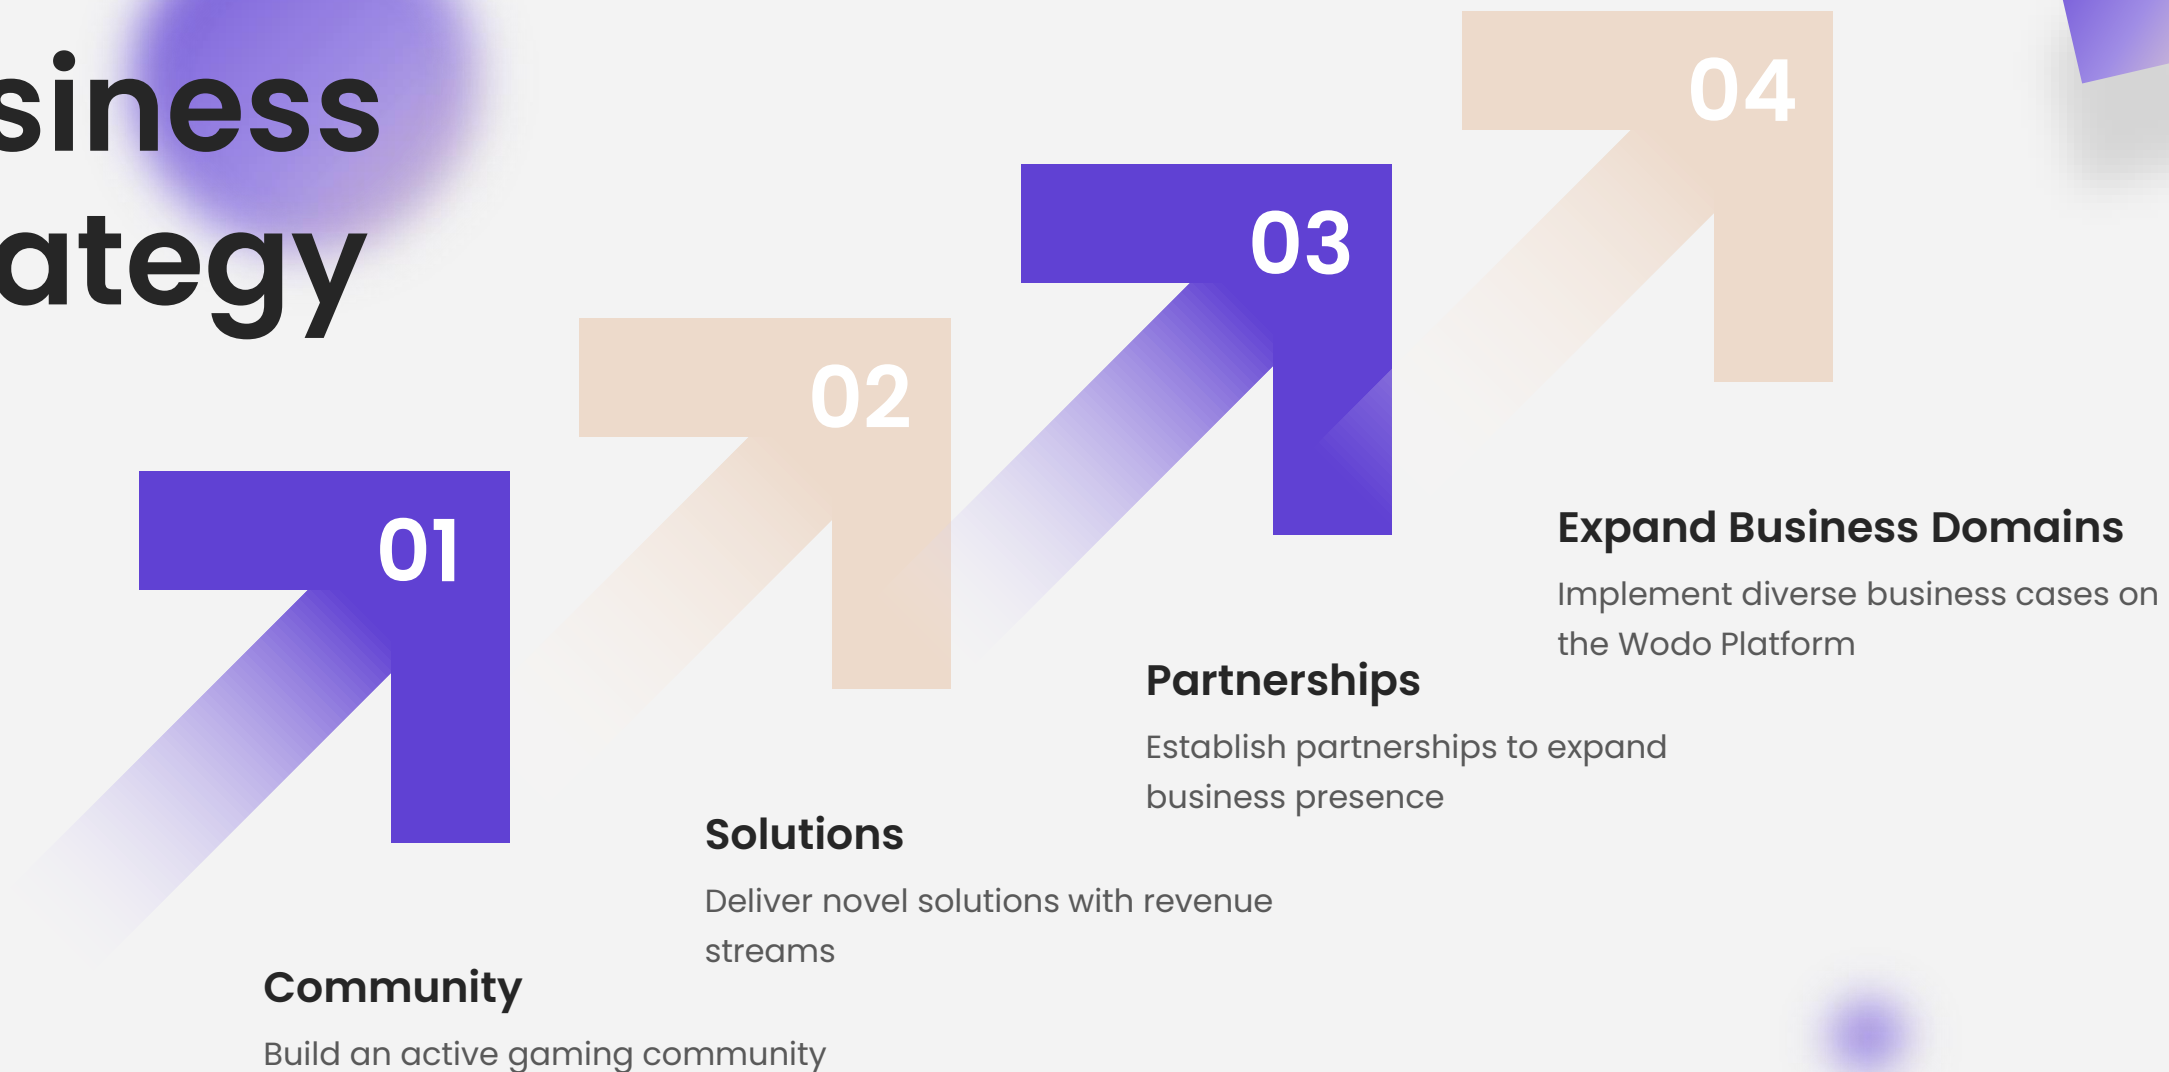 siness
ategy
01
Community
Build an active gaming community
02
Solutions
Deliver novel solutions with revenue
streams
03
Partnerships
Establish partnerships to expand
business presence
04
Expand Business Domains
Implement diverse business cases on
the Wodo Platform